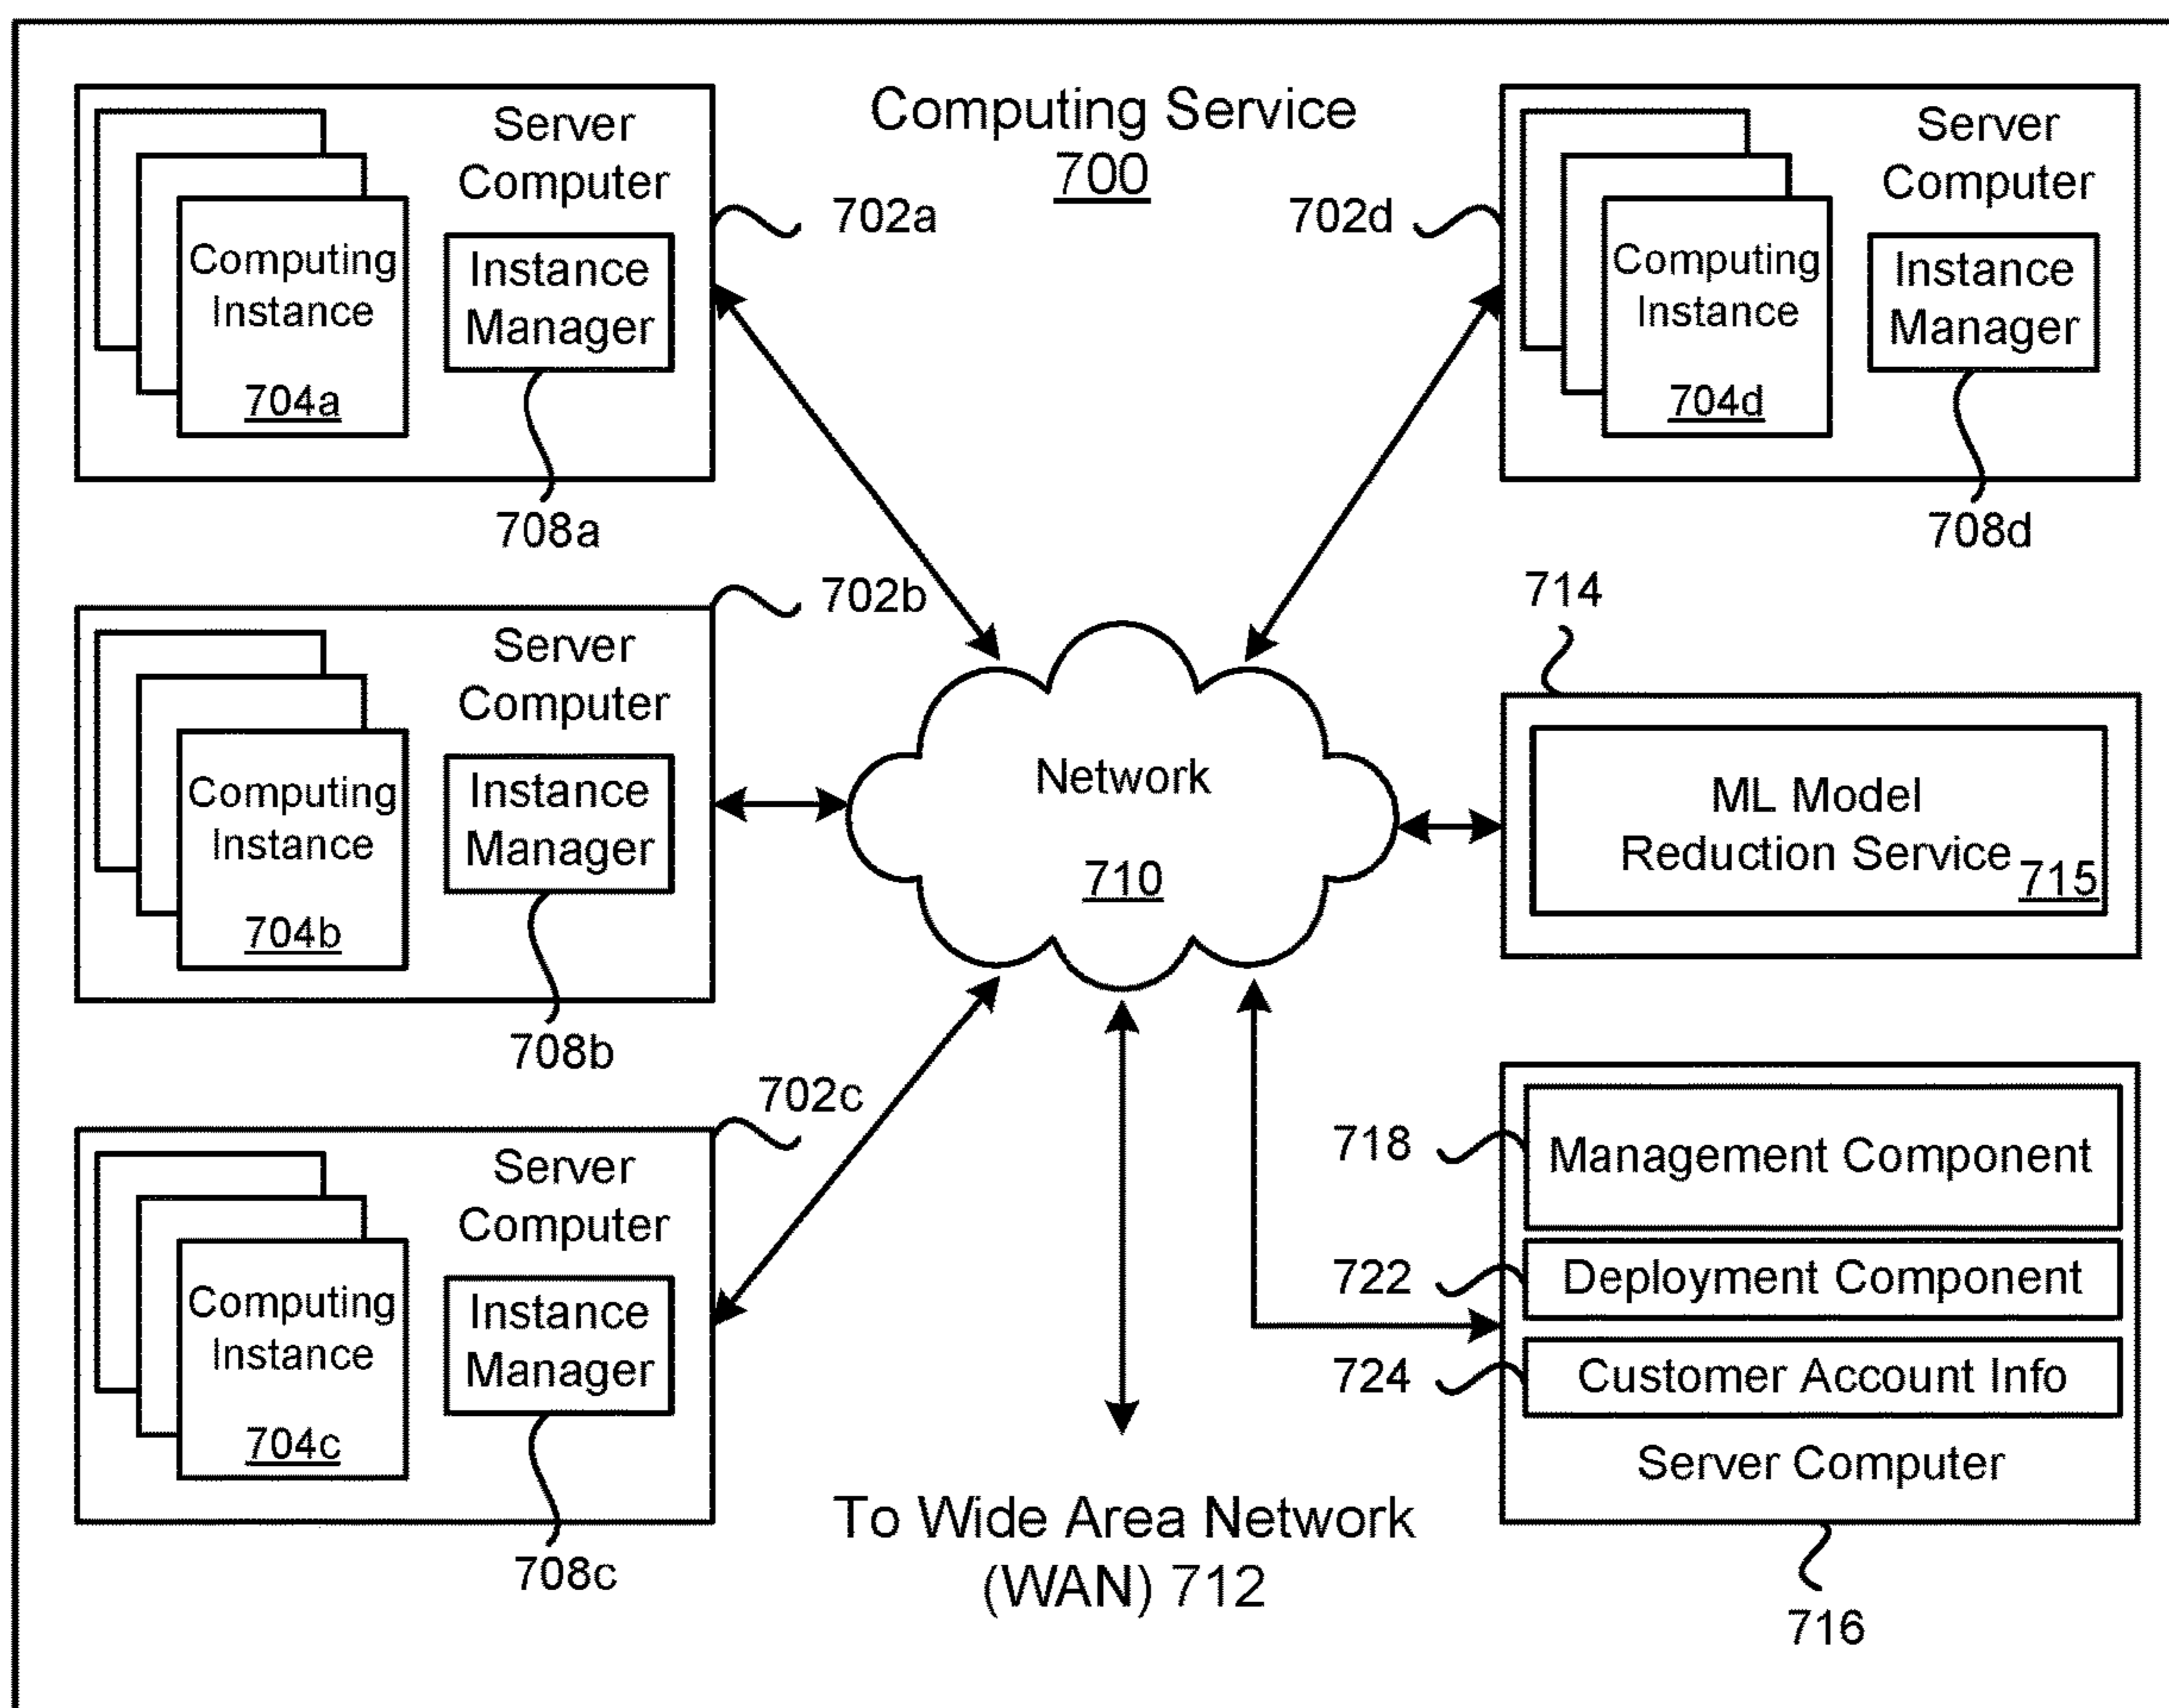 Computing Service
700
Server
Computer
702a
Computing
Instance
704a
Instance
Manager
708a
Server
Computer
702b
Computing
Instance
704b
Instance
Manager
708b
Server
Computer
702c
Computing
Instance
704c
Instance
Manager
708c
Server
Computer
702d
Computing
Instance
704d
Instance
Manager
708d
Network
710
714
ML Model
Reduction Service
715
718
Management Component
722
Deployment Component
724
Customer Account Info
Server Computer
716
To Wide Area Network
(WAN) 712